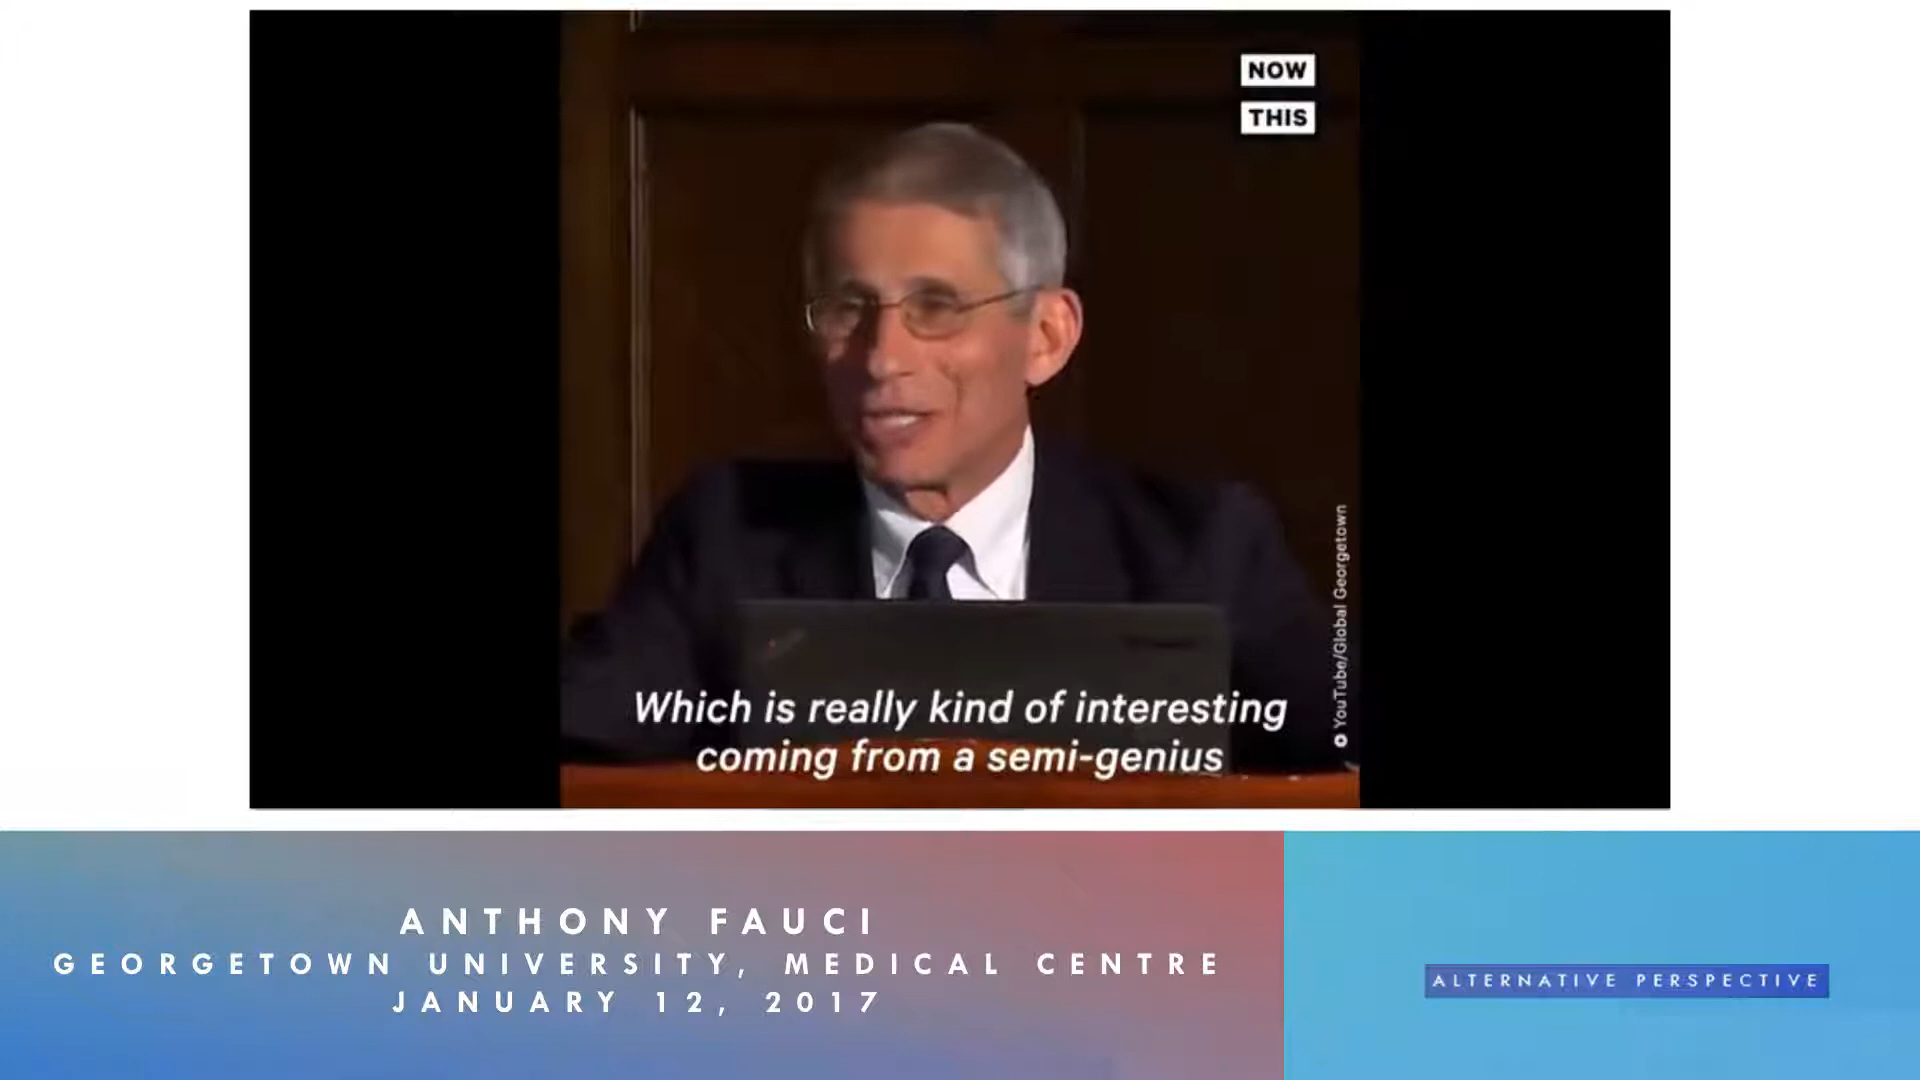 NOW
THIS
YouTube/Global Georgetown
Which is really kind of interesting
coming from a semi-genius
ANTHONY FAUCI
GEORGETOWN UNIVERSITY, MEDICAL CENTRE
JANUARY 12, 2017
ALTERNATIVE PERSPECTIVE